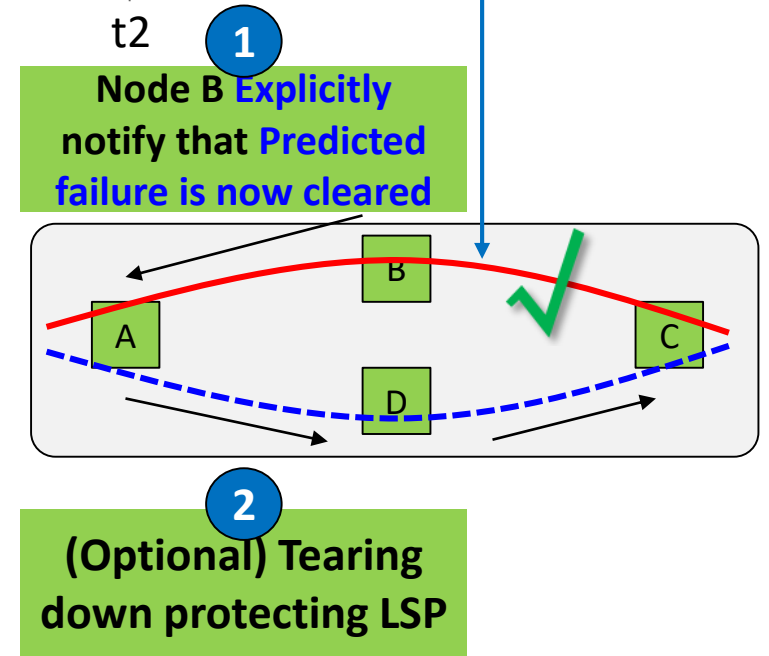 t2
1
Node B Explicitly
notify that Predicted
failure is now cleared
B
A
C
D
2
(Optional) Tearing
down protecting LSP